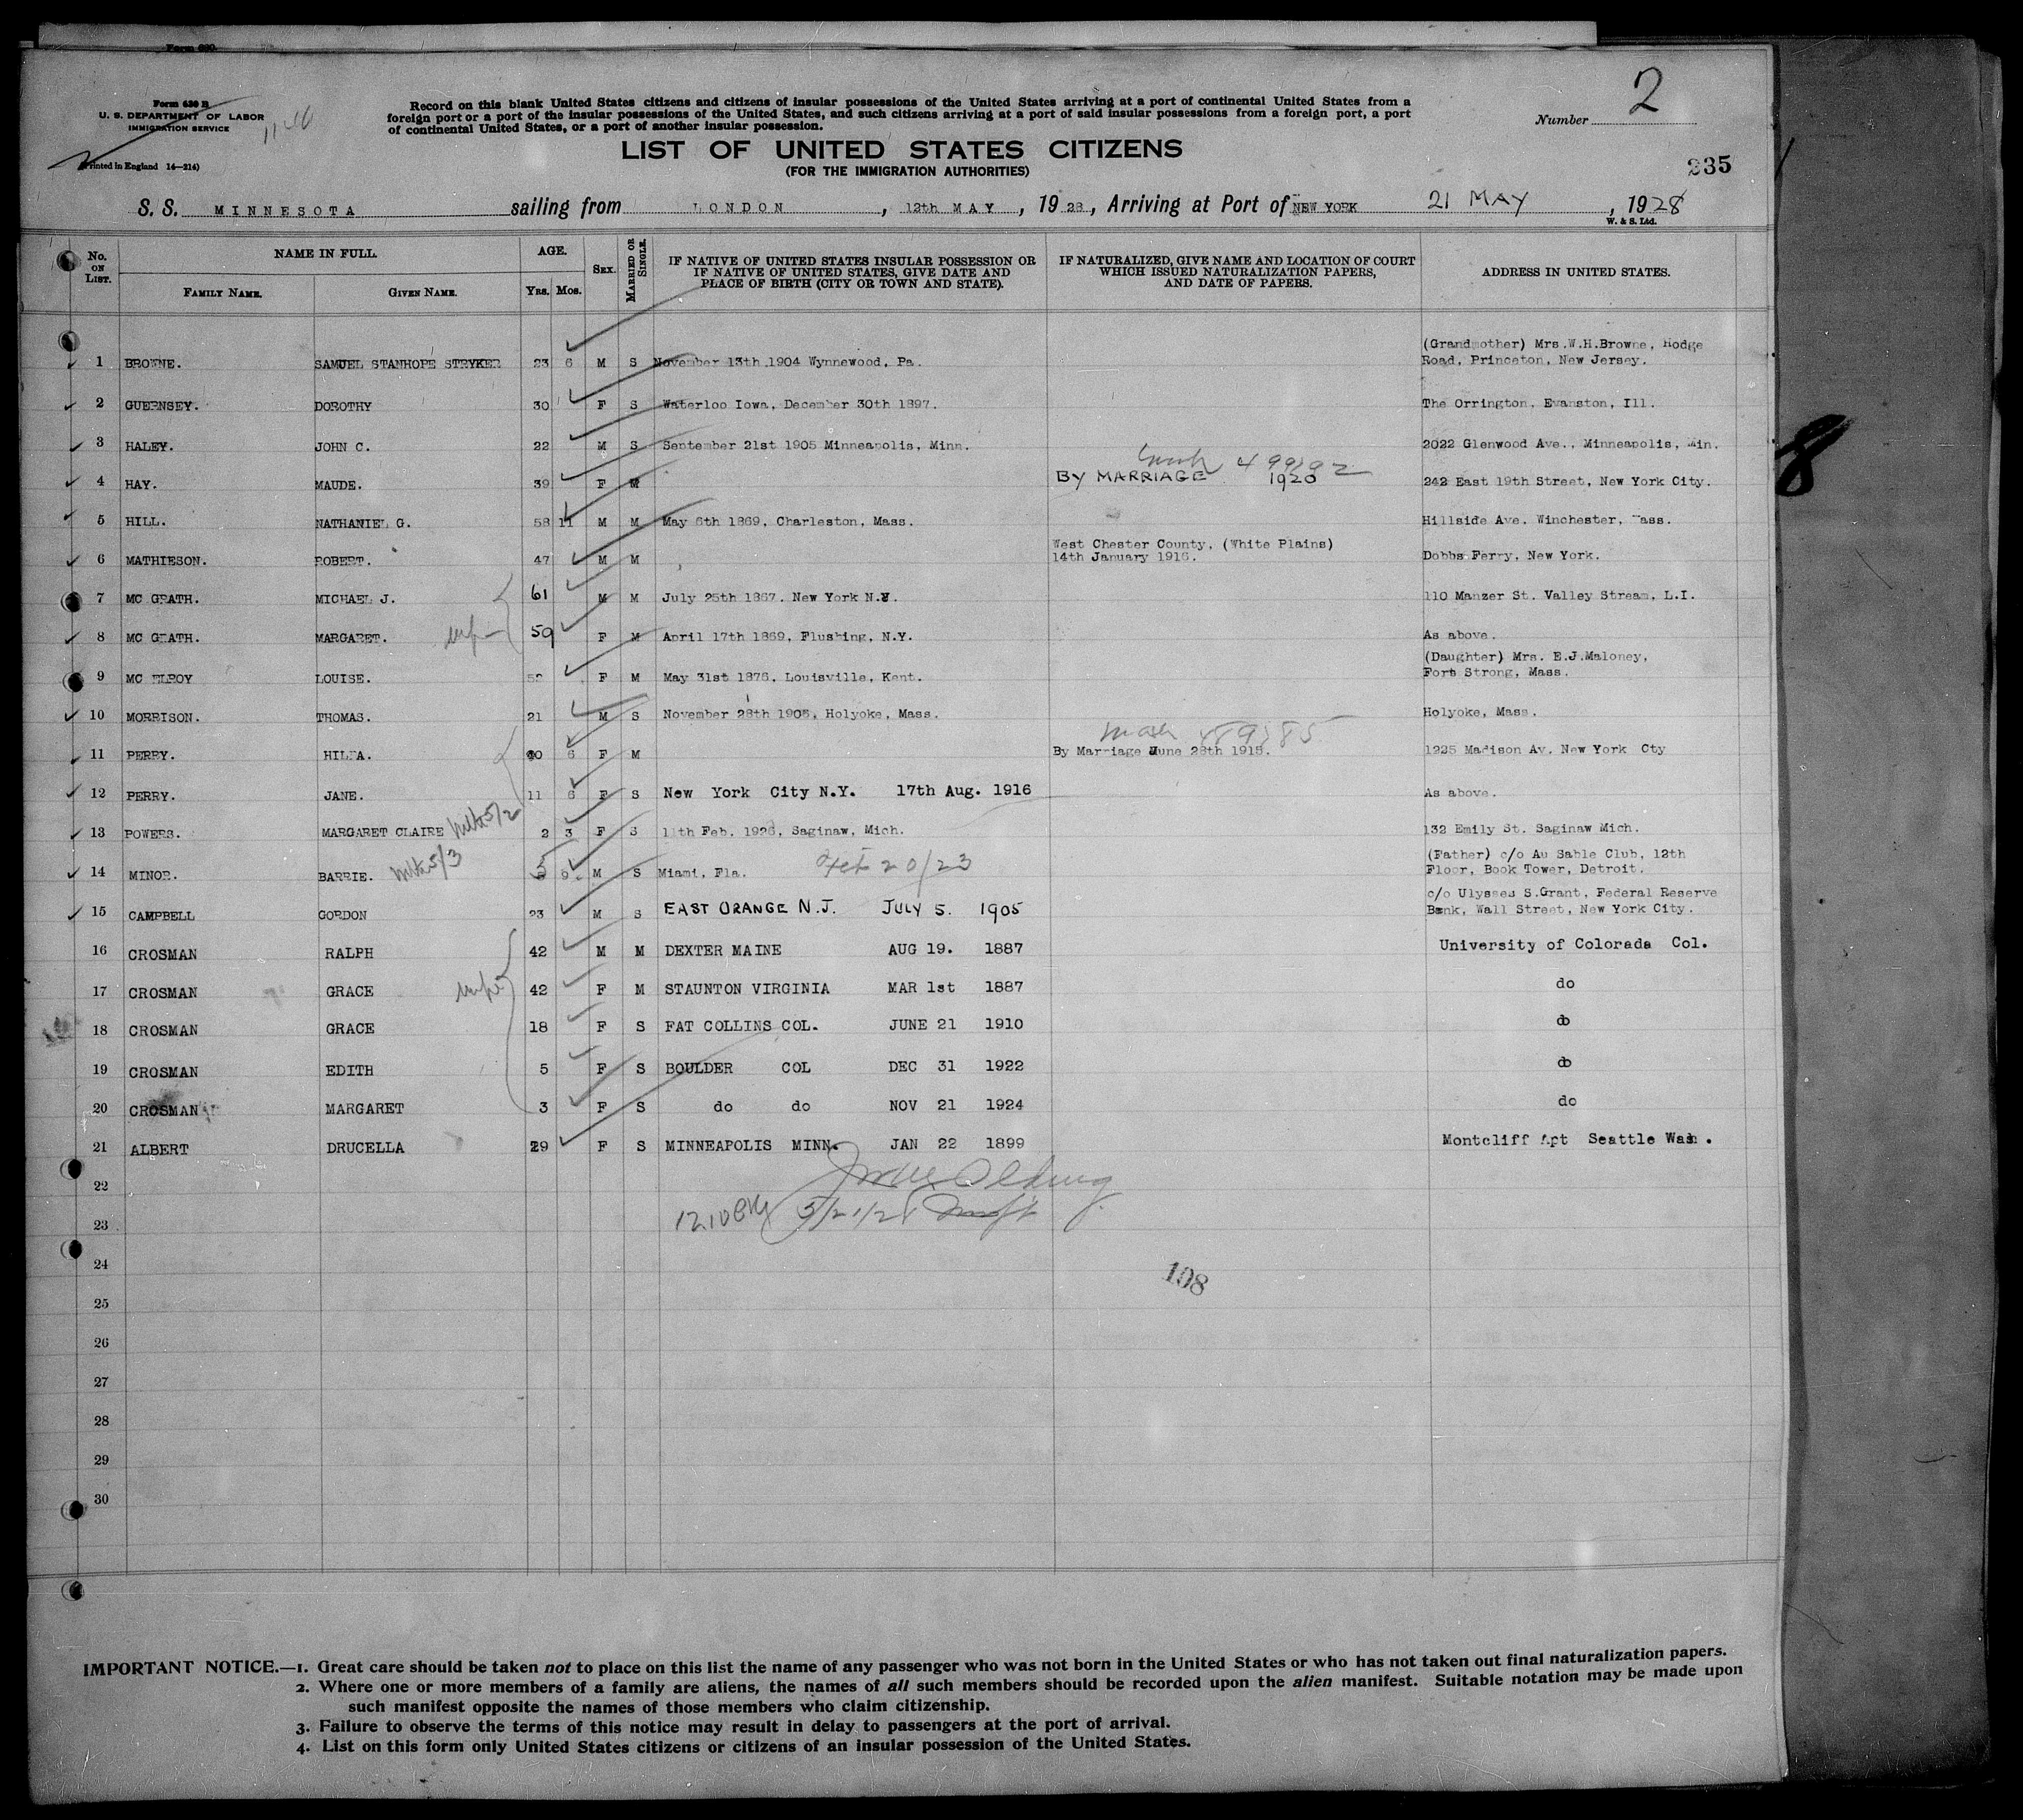 Form 630
Form 630 B
U. S. DEPARTMENT OF LABOR
IMMIGRATION SERVICE
Printed in England 14—214)
Record on this blank United States citizens and citizens of insular possessions of the United States arriving at a port of continental United States from a
foreign port or a port of the insular possessions of the United States, and such citizens arriving at a port of said insular possessions from a foreign port, a port
of continental United States, or a port of another insular possession.
Number 2
LIST OF UNITED STATES CITIZENS
(FOR THE IMMIGRATION AUTHORITIES)
235
S. S. MINNESOTA sailing from LONDON, 12th MAY, 1928, Arriving at Port of NEW YORK 21 MAY, 1928
W. & S. Ltd.
No. ON LIST. NAME IN FULL. FAMILY NAME. GIVEN NAME. AGE. YRS. MOS. SEX. MARRIED OR SINGLE. IF NATIVE OF UNITED STATES INSULAR POSSESSION OR IF NATIVE OF UNITED STATES, GIVE DATE AND PLACE OF BIRTH (CITY OR TOWN AND STATE). IF NATURALIZED, GIVE NAME AND LOCATION OF COURT WHICH ISSUED NATURALIZATION PAPERS, AND DATE OF PAPERS. ADDRESS IN UNITED STATES.
(Grandmother) Mrs.W.H.Browne, Hodge
1 BROWNE. SAMUEL STANHOPE STRYKER 23 6 M S November 13th 1904 Wynnewood, Pa. Road, Princeton, New Jersey.
2 GUERNSEY. DOROTHY 30 F S Waterloo Iowa, December 30th 1897. The Orrington, Evanston, Ill.
3 HALEY. JOHN C. 22 M S September 21st 1905 Minneapolis, Minn. 2022 Glenwood Ave., Minneapolis, Min.
4 HAY. MAUDE. 39 F M BY MARRIAGE 1920 242 East 19th Street, New York City.
5 HILL. NATHANIEL G. 58 11 M M May 6th 1869, Charleston, Mass. Hillside Ave. Winchester, Mass.
West Chester County, (White Plains)
6 MATHIESON. ROBERT. 47 M M 14th January 1916. Dobbs Ferry, New York.
7 MC GRATH. MICHAEL J. 61 M M July 25th 1867. New York N.Y. 110 Manzer St. Valley Stream, L.I.
8 MC GRATH. MARGARET. 59 F M April 17th 1869, Flushing, N.Y. As above.
(Daughter) Mrs. E.J.Maloney,
9 MC ELROY LOUISE. 52 F M May 31st 1876, Louisville, Kent. Fort Strong, Mass.
10 MORRISON. THOMAS. 21 M S November 28th 1905, Holyoke, Mass. Holyoke, Mass.
11 PERRY. HILDA. 40 6 F M By Marriage June 28th 1915. 1225 Madison Av. New York Cty
12 PERRY. JANE. 11 6 F S New York City N.Y. 17th Aug. 1916 As above.
13 POWERS. MARGARET CLAIRE 2 3 F S 11th Feb. 1926, Saginaw, Mich. 132 Emily St. Saginaw Mich.
(Father) c/o Au Sable Club, 12th
14 MINOR. BARRIE. 5 9. M S Miami, Fla. Floor, Book Tower, Detroit.
c/o Ulysses S.Grant, Federal Reserve
15 CAMPBELL GORDON 23 M S EAST ORANGE N.J. JULY 5. 1905 Bank, Wall Street, New York City.
16 CROSMAN RALPH 42 M M DEXTER MAINE AUG 19. 1887 University of Colorada Col.
17 CROSMAN GRACE 42 F M STAUNTON VIRGINIA MAR 1st 1887 do
18 CROSMAN GRACE 18 F S FAT COLLINS COL. JUNE 21 1910 do
19 CROSMAN EDITH 5 F S BOULDER COL DEC 31 1922 do
20 CROSMAN MARGARET 3 F S do do NOV 21 1924 do
21 ALBERT DRUCELLA 29 F S MINNEAPOLIS MINN. JAN 22 1899 Montcliff Apt Seattle Wash.
22
5/21/28
23
24
108
25
26
27
28
29
30
IMPORTANT NOTICE.—1. Great care should be taken not to place on this list the name of any passenger who was not born in the United States or who has not taken out final naturalization papers.
2. Where one or more members of a family are aliens, the names of all such members should be recorded upon the alien manifest. Suitable notation may be made upon
such manifest opposite the names of those members who claim citizenship.
3. Failure to observe the terms of this notice may result in delay to passengers at the port of arrival.
4. List on this form only United States citizens or citizens of an insular possession of the United States.
8